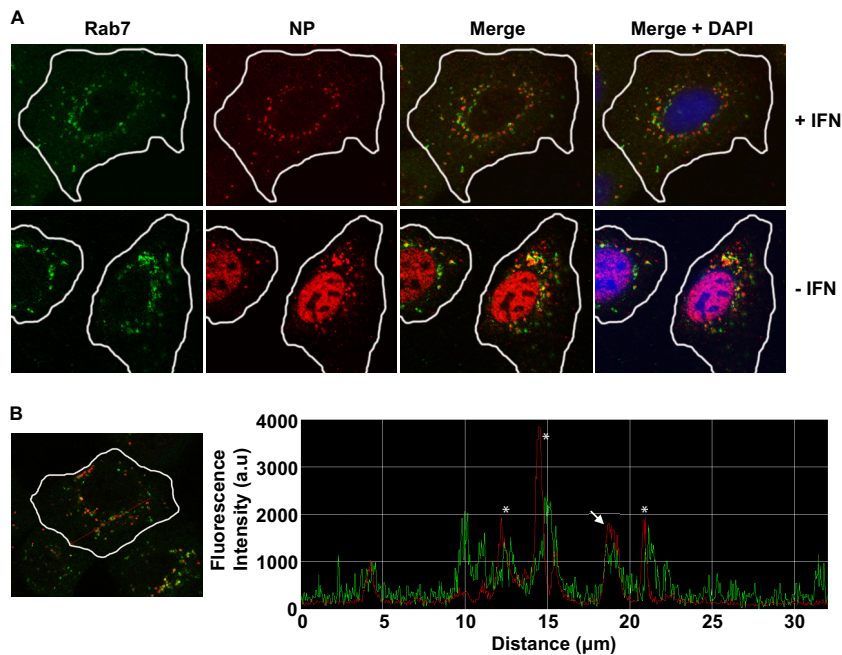 A
Rab7 NP Merge Merge + DAPI
+ IFN
- IFN
B
Fluorescence
Intensity (a.u)
4000
3000
2000
1000
0
* * *
0 5 10 15 20 25 30
Distance (µm)